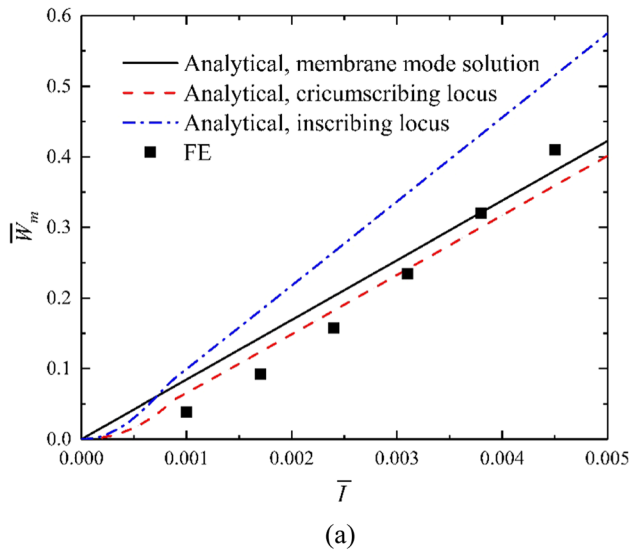 0.6
0.5
0.4
0.3
0.2
0.1
0.0
W̅m
Analytical, membrane mode solution
Analytical, cricumscribing locus
Analytical, inscribing locus
FE
0.000 0.001 0.002 0.003 0.004 0.005
I̅
(a)